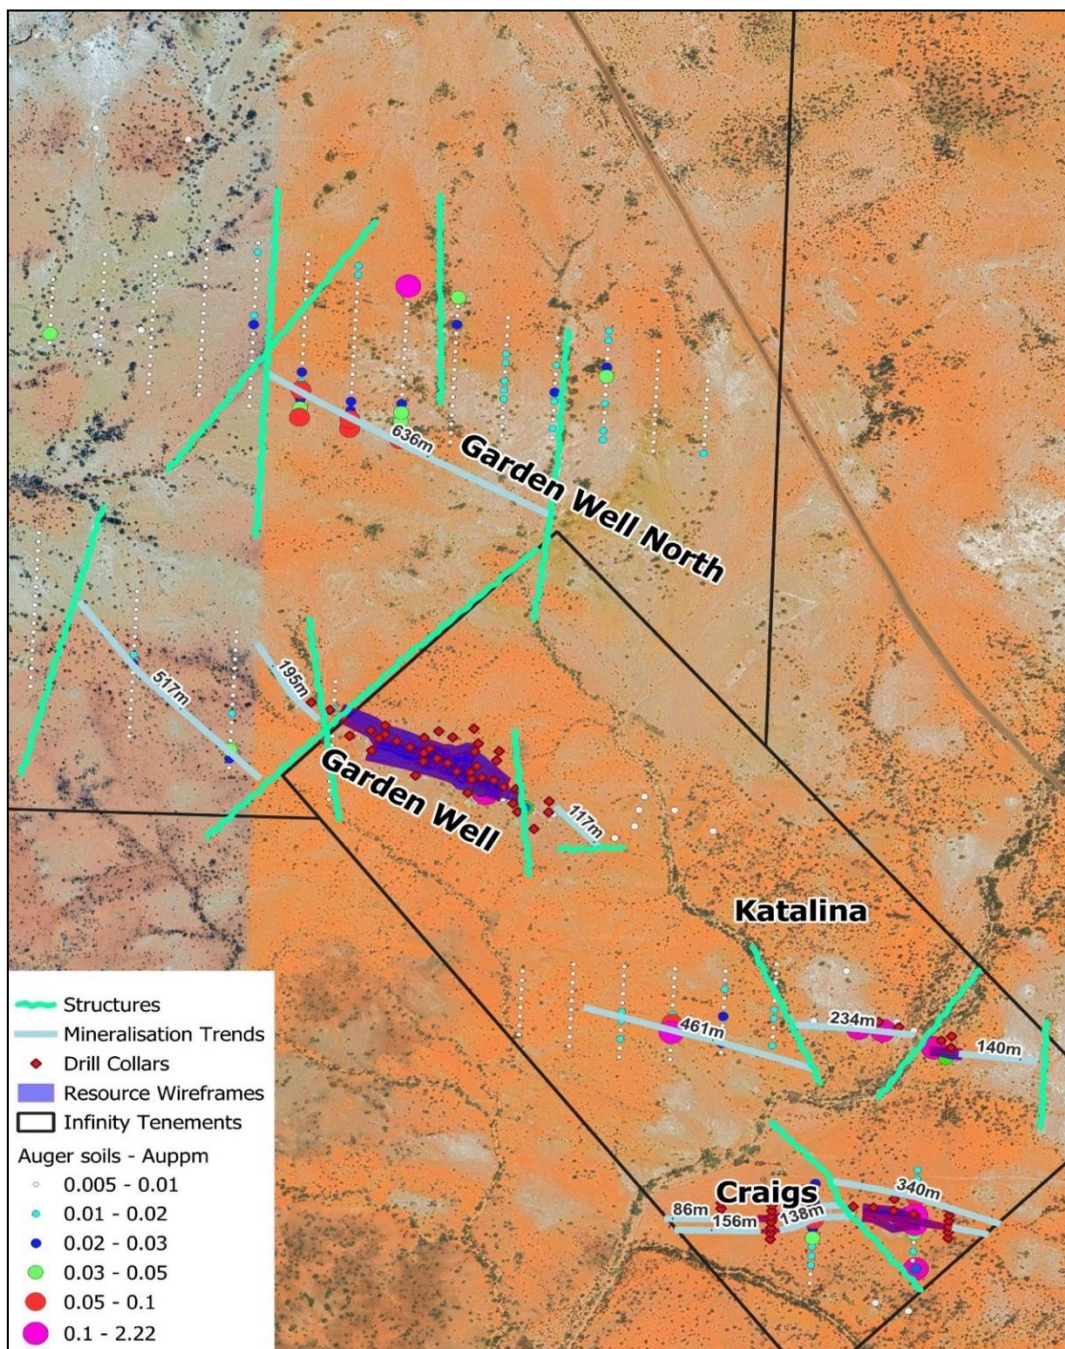 636m
Garden Well North
517m
195m
Garden Well
117m
Katalina
461m
234m
140m
Craigs
340m
86m
156m
138m
Structures
Mineralisation Trends
Drill Collars
Resource Wireframes
Infinity Tenements
Auger soils - Auppm
0.005 - 0.01
0.01 - 0.02
0.02 - 0.03
0.03 - 0.05
0.05 - 0.1
0.1 - 2.22